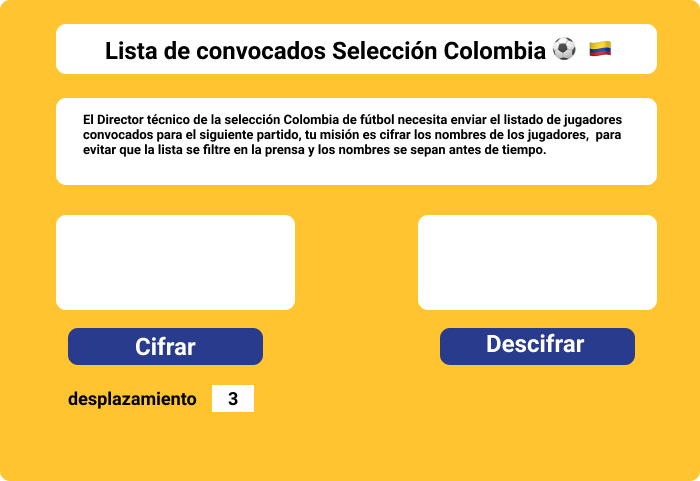 Lista de convocados Selección Colombia ⚽ 🇨🇴
El Director técnico de la selección Colombia de fútbol necesita enviar el listado de jugadores
convocados para el siguiente partido, tu misión es cifrar los nombres de los jugadores, para
evitar que la lista se filtre en la prensa y los nombres se sepan antes de tiempo.
Cifrar
Descifrar
desplazamiento 3